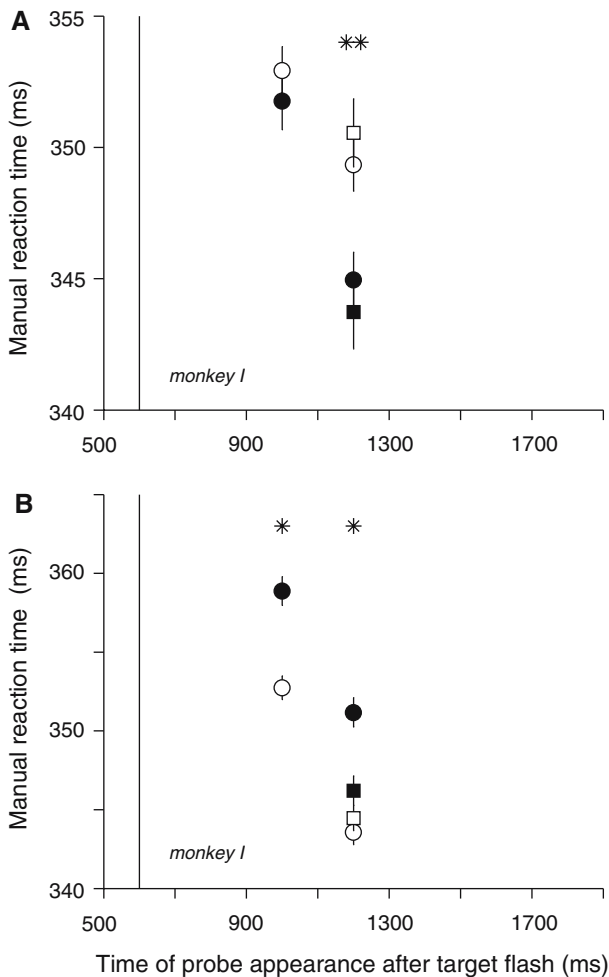 A
Manual reaction time (ms)
355
350
345
340
**
monkey I
500 900 1300 1700
B
Manual reaction time (ms)
360
350
340
* *
monkey I
500 900 1300 1700
Time of probe appearance after target flash (ms)